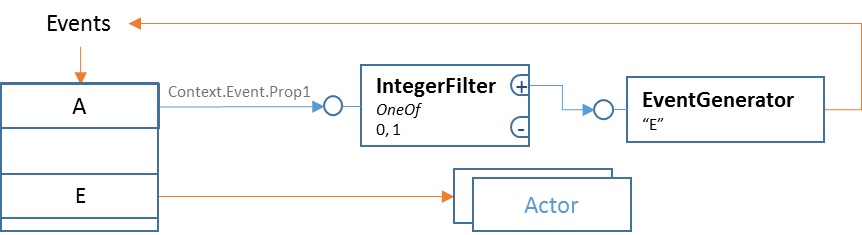 Events
A
Context.Event.Prop1
IntegerFilter
OneOf
0, 1
+
-
EventGenerator
“E”
E
Actor